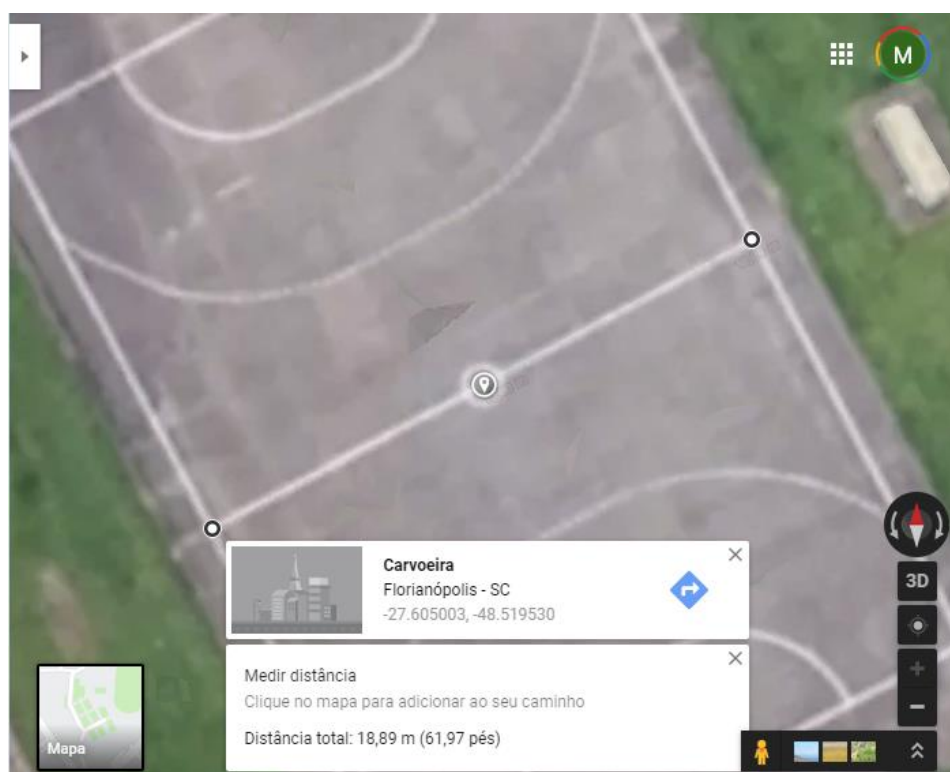 M
Carvoeira
Florianópolis - SC
-27.605003, -48.519530
3D
Medir distância
Clique no mapa para adicionar ao seu caminho
Distância total: 18,89 m (61,97 pés)
Mapa